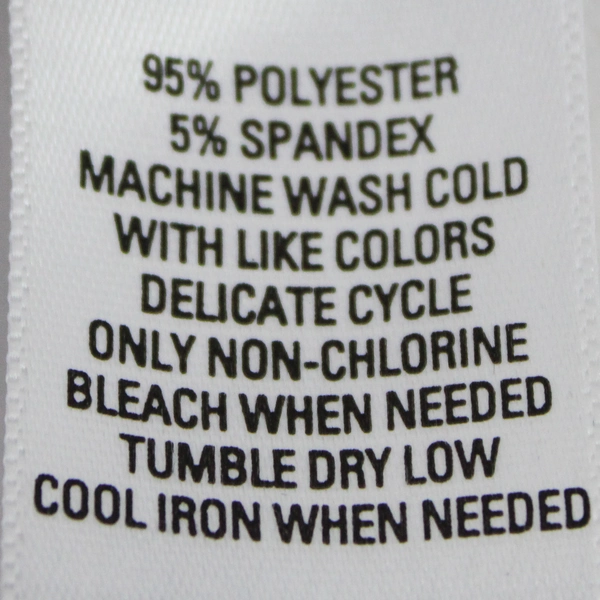 95% POLYESTER
5% SPANDEX
MACHINE WASH COLD
WITH LIKE COLORS
DELICATE CYCLE
ONLY NON-CHLORINE
BLEACH WHEN NEEDED
TUMBLE DRY LOW
COOL IRON WHEN NEEDED